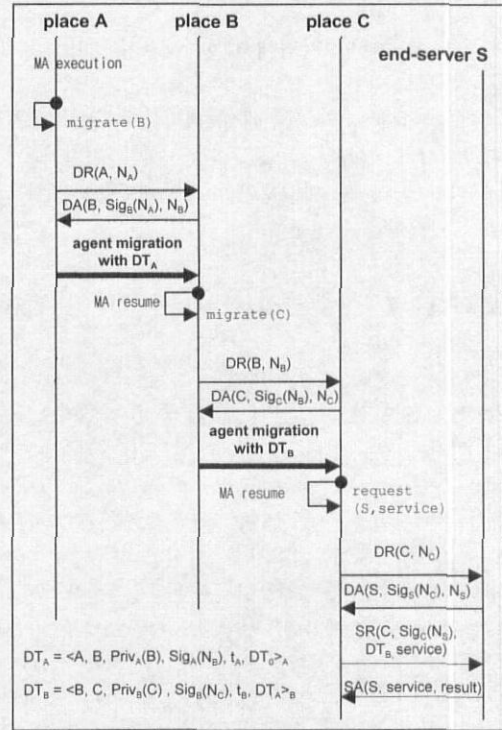 place A place B place C
end-server S
MA execution
migrate(B)
DR(A, N_A)
DA(B, Sig_B(N_A), N_B)
agent migration
with DT_A
MA resume
migrate(C)
DR(B, N_B)
DA(C, Sig_C(N_B), N_C)
agent migration
with DT_B
MA resume
request
(S,service)
DR(C, N_C)
DA(S, Sig_S(N_C), N_S)
SR(C, Sig_C(N_S),
DT_B, service)
SA(S, service, result)
DT_A = <A, B, Priv_A(B), Sig_A(N_B), t_A, DT_0>_A
DT_B = <B, C, Priv_B(C) , Sig_B(N_C), t_B, DT_A>_B